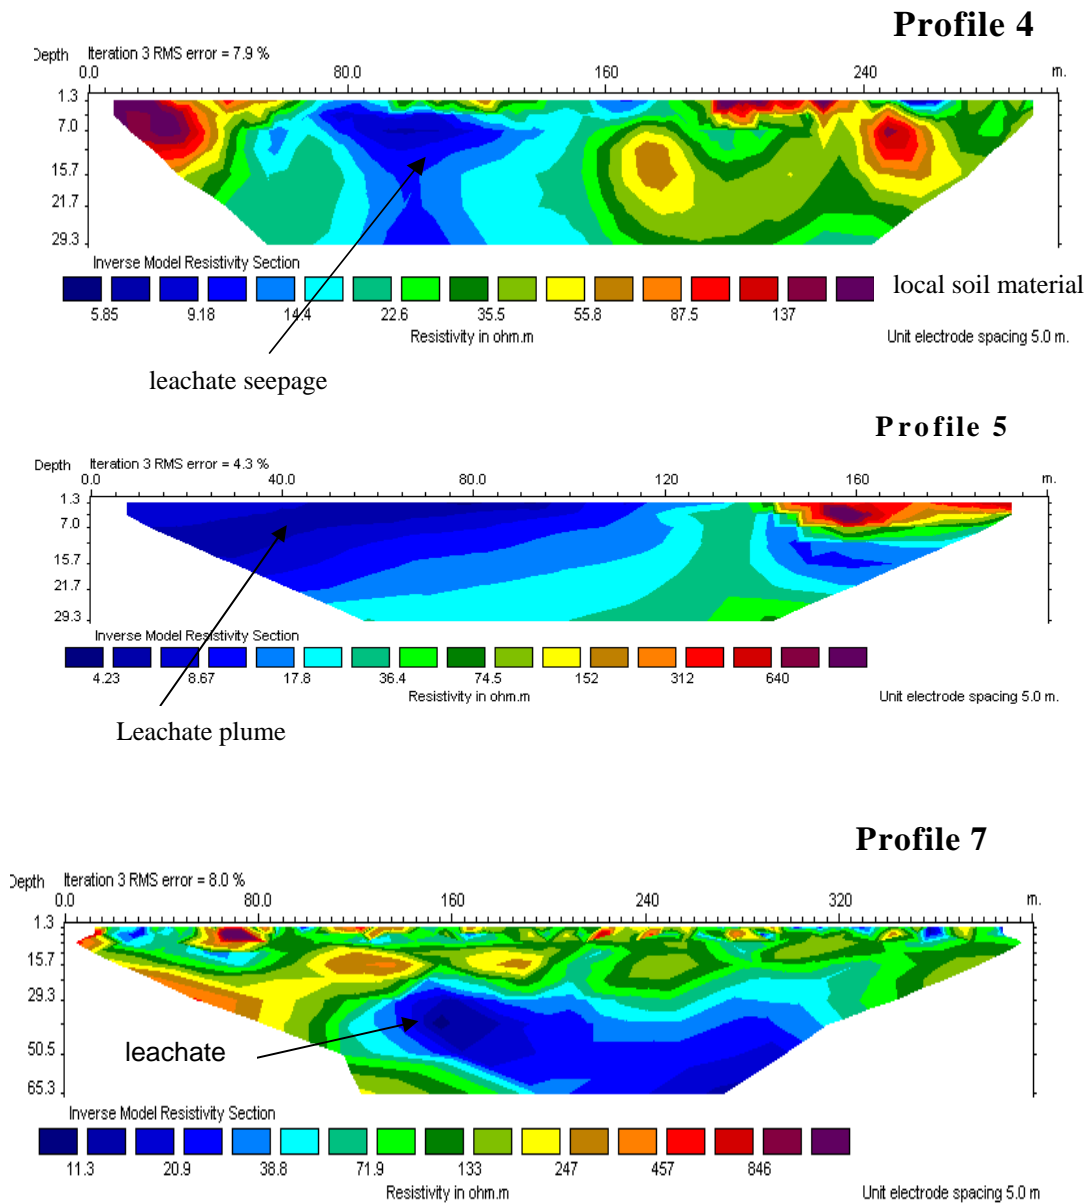 Profile 4
Depth Iteration 3 RMS error = 7.9 %
0.0 80.0 160 240 m.
1.3
7.0
15.7
21.7
29.3
Inverse Model Resistivity Section
local soil material
5.85 9.18 14.4 22.6 35.5 55.8 87.5 137
Resistivity in ohm.m Unit electrode spacing 5.0 m.
leachate seepage
Profile 5
Depth Iteration 3 RMS error = 4.3 %
0.0 40.0 80.0 120 160 m.
1.3
7.0
15.7
21.7
29.3
Inverse Model Resistivity Section
4.23 8.67 17.8 36.4 74.5 152 312 640
Resistivity in ohm.m Unit electrode spacing 5.0 m.
Leachate plume
Profile 7
Depth Iteration 3 RMS error = 8.0 %
0.0 80.0 160 240 320 m.
1.3
15.7
29.3
leachate
50.5
65.3
Inverse Model Resistivity Section
11.3 20.9 38.8 71.9 133 247 457 846
Resistivity in ohm.m Unit electrode spacing 5.0 m